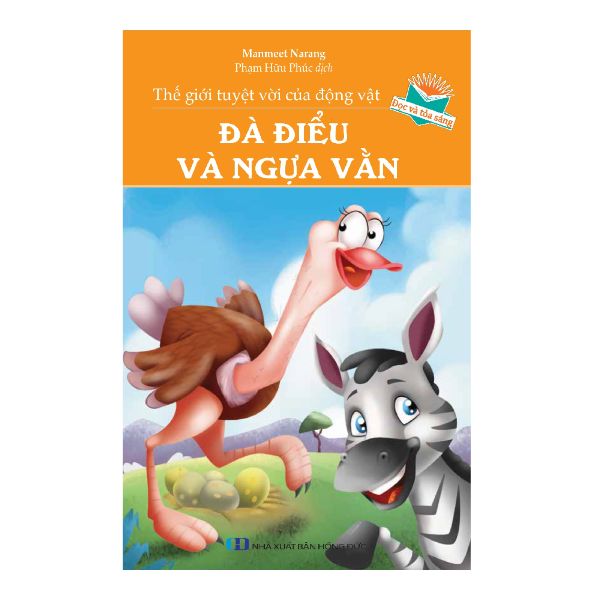 Manmeet Narang
Phạm Hữu Phúc dịch
Thế giới tuyệt vời của động vật
Đọc và tỏa sáng
ĐÀ ĐIỂU
VÀ NGỰA VẰN
NHÀ XUẤT BẢN HỒNG ĐỨC